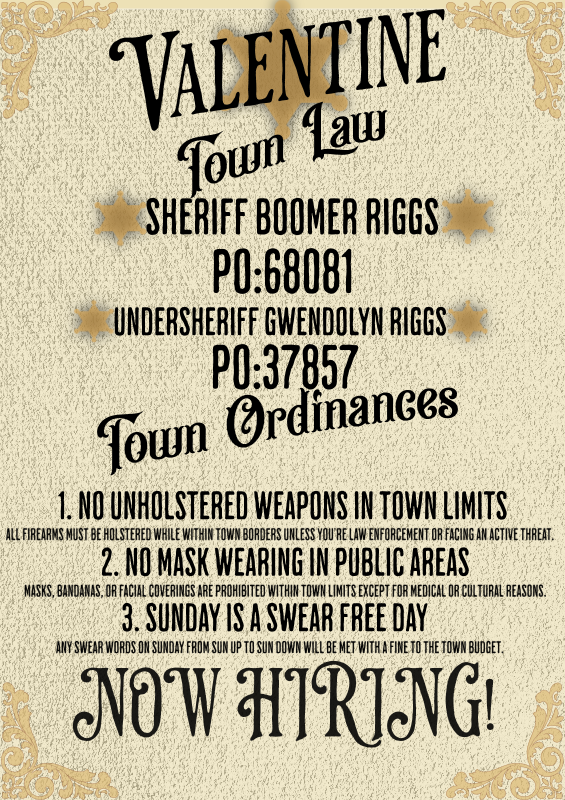 VALENTINE
Town Law
SHERIFF BOOMER RIGGS
PO:68081
UNDERSHERIFF GWENDOLYN RIGGS
PO:37857
Town Ordinances
1. NO UNHOLSTERED WEAPONS IN TOWN LIMITS
ALL FIREARMS MUST BE HOLSTERED WHILE WITHIN TOWN BORDERS UNLESS YOU'RE LAW ENFORCEMENT OR FACING AN ACTIVE THREAT.
2. NO MASK WEARING IN PUBLIC AREAS
MASKS, BANDANAS, OR FACIAL COVERINGS ARE PROHIBITED WITHIN TOWN LIMITS EXCEPT FOR MEDICAL OR CULTURAL REASONS.
3. SUNDAY IS A SWEAR FREE DAY
ANY SWEAR WORDS ON SUNDAY FROM SUN UP TO SUN DOWN WILL BE MET WITH A FINE TO THE TOWN BUDGET.
NOW HIRING!